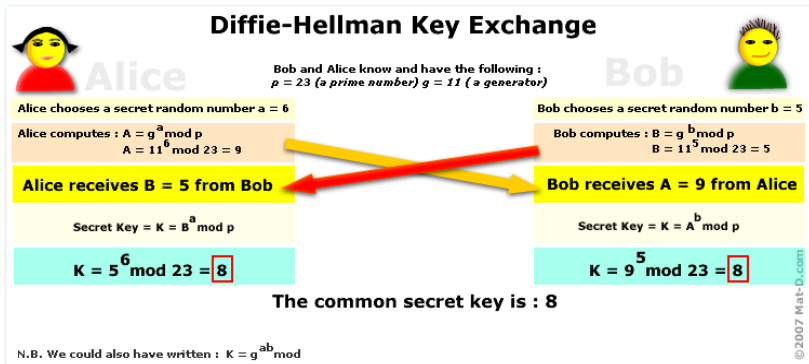 Diffie-Hellman Key Exchange
Alice
Bob
Bob and Alice know and have the following :
p = 23 (a prime number) g = 11 ( a generator)
Alice chooses a secret random number a = 6
Bob chooses a secret random number b = 5
Alice computes : A = g^a mod p
A = 11^6 mod 23 = 9
Bob computes : B = g^b mod p
B = 11^5 mod 23 = 5
Alice receives B = 5 from Bob
Bob receives A = 9 from Alice
Secret Key = K = B^a mod p
Secret Key = K = A^b mod p
K = 5^6 mod 23 = 8
K = 9^5 mod 23 = 8
The common secret key is : 8
N.B. We could also have written : K = g^ab mod
©2007 Mat-D.com